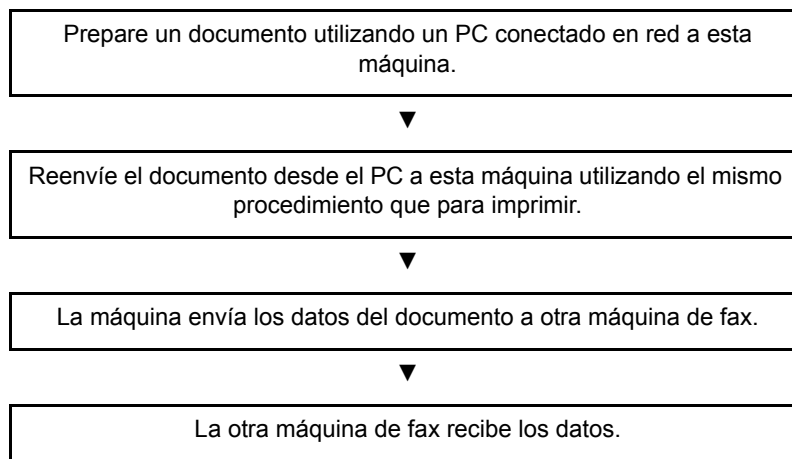 Prepare un documento utilizando un PC conectado en red a esta
máquina.
▼
Reenvíe el documento desde el PC a esta máquina utilizando el mismo
procedimiento que para imprimir.
▼
La máquina envía los datos del documento a otra máquina de fax.
▼
La otra máquina de fax recibe los datos.